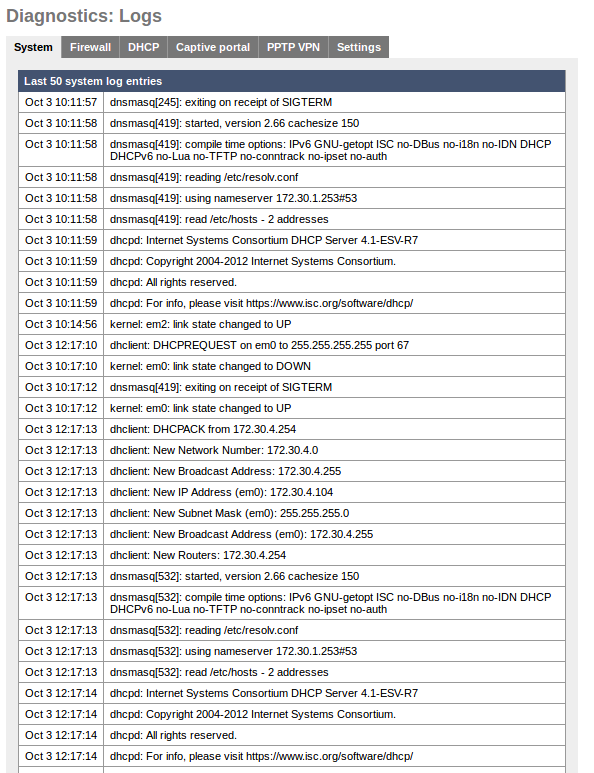 Diagnostics: Logs
System Firewall DHCP Captive portal PPTP VPN Settings
Last 50 system log entries
Oct 3 10:11:57 dnsmasq[245]: exiting on receipt of SIGTERM
Oct 3 10:11:58 dnsmasq[419]: started, version 2.66 cachesize 150
Oct 3 10:11:58 dnsmasq[419]: compile time options: IPv6 GNU-getopt ISC no-DBus no-i18n no-IDN DHCP
DHCPv6 no-Lua no-TFTP no-conntrack no-ipset no-auth
Oct 3 10:11:58 dnsmasq[419]: reading /etc/resolv.conf
Oct 3 10:11:58 dnsmasq[419]: using nameserver 172.30.1.253#53
Oct 3 10:11:58 dnsmasq[419]: read /etc/hosts - 2 addresses
Oct 3 10:11:59 dhcpd: Internet Systems Consortium DHCP Server 4.1-ESV-R7
Oct 3 10:11:59 dhcpd: Copyright 2004-2012 Internet Systems Consortium.
Oct 3 10:11:59 dhcpd: All rights reserved.
Oct 3 10:11:59 dhcpd: For info, please visit https://www.isc.org/software/dhcp/
Oct 3 10:14:56 kernel: em2: link state changed to UP
Oct 3 12:17:10 dhclient: DHCPREQUEST on em0 to 255.255.255.255 port 67
Oct 3 10:17:10 kernel: em0: link state changed to DOWN
Oct 3 10:17:12 dnsmasq[419]: exiting on receipt of SIGTERM
Oct 3 10:17:12 kernel: em0: link state changed to UP
Oct 3 12:17:13 dhclient: DHCPACK from 172.30.4.254
Oct 3 12:17:13 dhclient: New Network Number: 172.30.4.0
Oct 3 12:17:13 dhclient: New Broadcast Address: 172.30.4.255
Oct 3 12:17:13 dhclient: New IP Address (em0): 172.30.4.104
Oct 3 12:17:13 dhclient: New Subnet Mask (em0): 255.255.255.0
Oct 3 12:17:13 dhclient: New Broadcast Address (em0): 172.30.4.255
Oct 3 12:17:13 dhclient: New Routers: 172.30.4.254
Oct 3 12:17:13 dnsmasq[532]: started, version 2.66 cachesize 150
Oct 3 12:17:13 dnsmasq[532]: compile time options: IPv6 GNU-getopt ISC no-DBus no-i18n no-IDN DHCP
DHCPv6 no-Lua no-TFTP no-conntrack no-ipset no-auth
Oct 3 12:17:13 dnsmasq[532]: reading /etc/resolv.conf
Oct 3 12:17:13 dnsmasq[532]: using nameserver 172.30.1.253#53
Oct 3 12:17:13 dnsmasq[532]: read /etc/hosts - 2 addresses
Oct 3 12:17:14 dhcpd: Internet Systems Consortium DHCP Server 4.1-ESV-R7
Oct 3 12:17:14 dhcpd: Copyright 2004-2012 Internet Systems Consortium.
Oct 3 12:17:14 dhcpd: All rights reserved.
Oct 3 12:17:14 dhcpd: For info, please visit https://www.isc.org/software/dhcp/